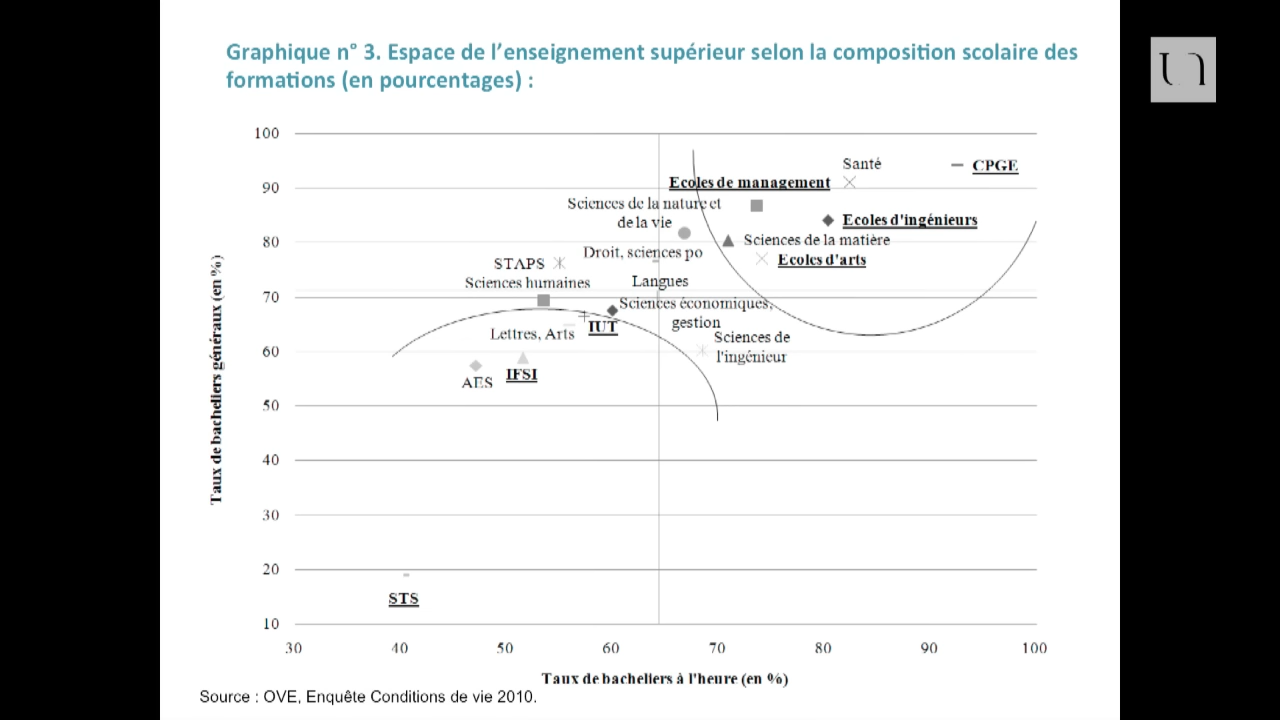 Graphique n° 3. Espace de l’enseignement supérieur selon la composition scolaire des
formations (en pourcentages) :
100
90
80
70
60
50
40
30
20
10
Taux de bacheliers généraux (en %)
Santé
CPGE
Ecoles de management
Sciences de la nature et
de la vie
Ecoles d'ingénieurs
Sciences de la matière
Droit, sciences po
Ecoles d'arts
STAPS
Sciences humaines
Langues
Sciences économiques,
gestion
IUT
Lettres, Arts
Sciences de
l'ingénieur
AES
IFSI
STS
30 40 50 60 70 80 90 100
Taux de bacheliers à l'heure (en %)
Source : OVE, Enquête Conditions de vie 2010.